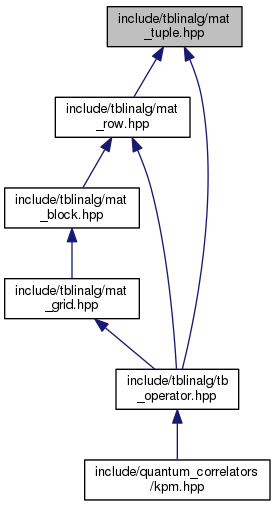 include/tblinalg/mat
_tuple.hpp
include/tblinalg/mat
_row.hpp
include/tblinalg/mat
_block.hpp
include/tblinalg/mat
_grid.hpp
include/tblinalg/tb
_operator.hpp
include/quantum_correlators
/kpm.hpp